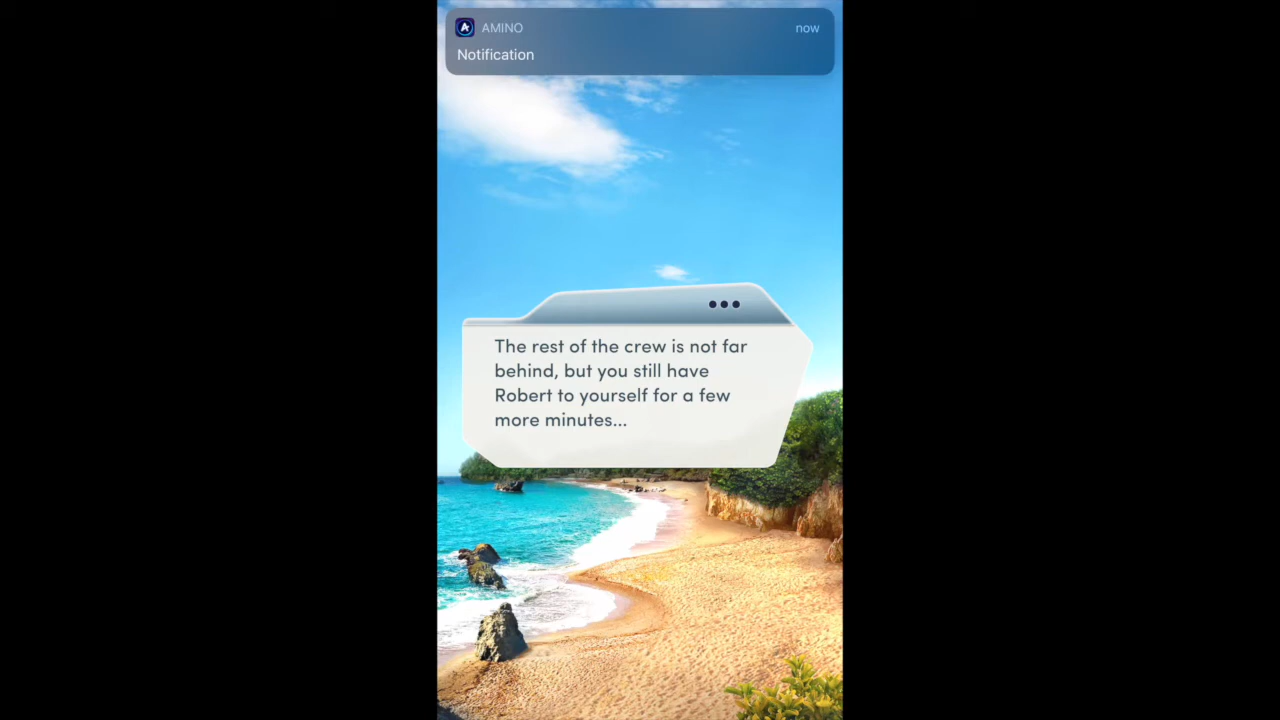 AMINO
now
Notification
The rest of the crew is not far
behind, but you still have
Robert to yourself for a few
more minutes...